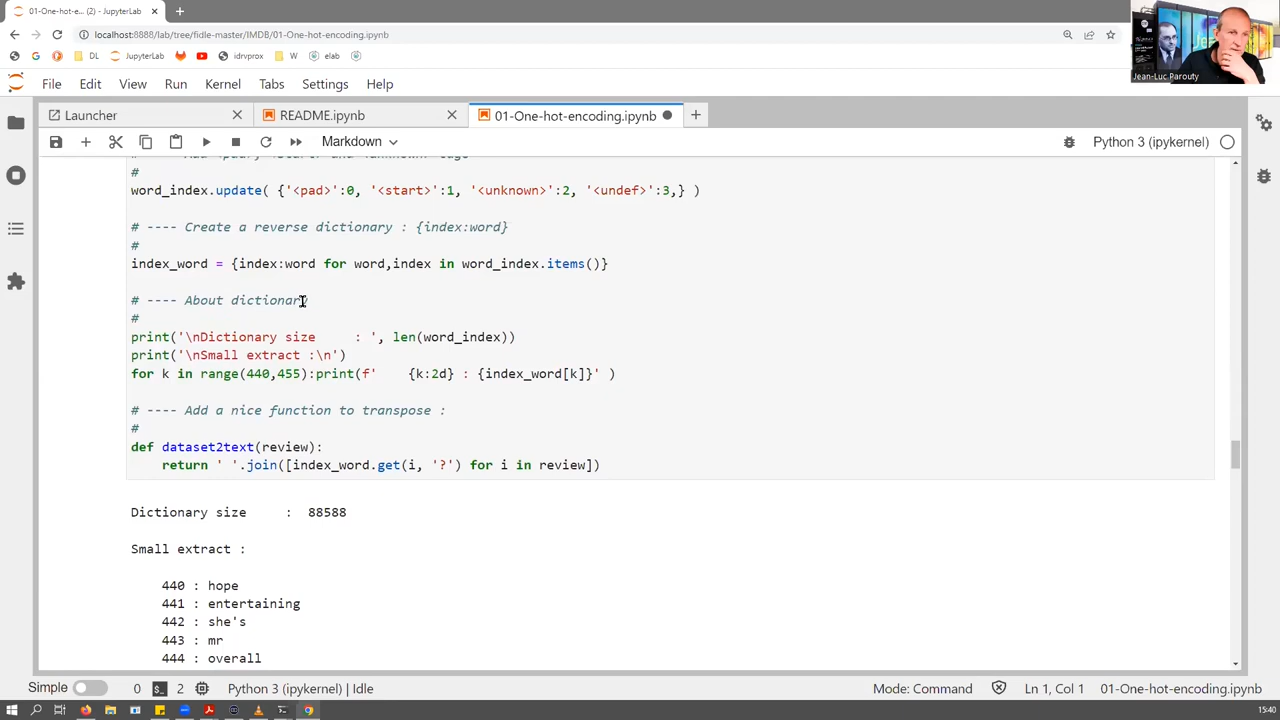 01-One-hot-e... (2) - JupyterLab
localhost:8888/lab/tree/fidle-master/IMDB/01-One-hot-encoding.ipynb
DL JupyterLab idrvprox W elab
Jean-Luc Parouty
File Edit View Run Kernel Tabs Settings Help
Launcher README.ipynb 01-One-hot-encoding.ipynb
Markdown Python 3 (ipykernel)
#
word_index.update( {'<pad>':0, '<start>':1, '<unknown>':2, '<undef>':3,} )
# ---- Create a reverse dictionary : {index:word}
#
index_word = {index:word for word,index in word_index.items()}
# ---- About dictionary
#
print('\nDictionary size     : ', len(word_index))
print('\nSmall extract :\n')
for k in range(440,455):print(f'    {k:2d} : {index_word[k]}' )
# ---- Add a nice function to transpose :
#
def dataset2text(review):
return ' '.join([index_word.get(i, '?') for i in review])
Dictionary size     :  88588
Small extract :
440 : hope
441 : entertaining
442 : she's
443 : mr
444 : overall
Simple 0 2 Python 3 (ipykernel) | Idle Mode: Command Ln 1, Col 1 01-One-hot-encoding.ipynb
15:40